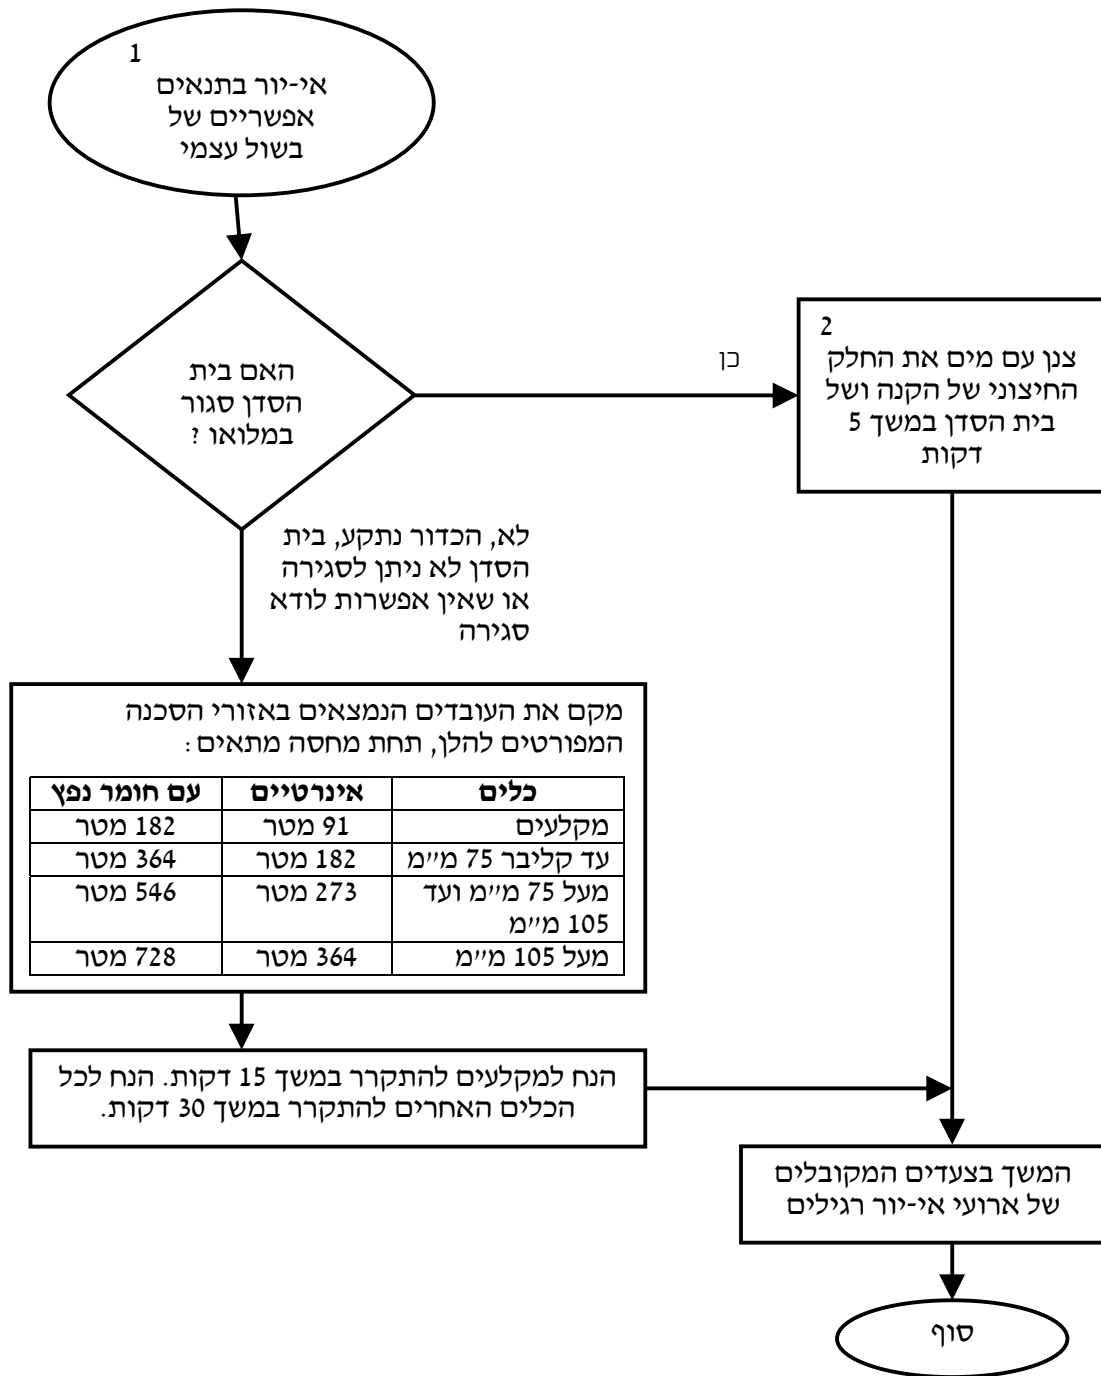 1
אי-יור בתנאים
אפשריים של
בשול עצמי
האם בית
הסדן סגור
במלואו ?
כן
2
צנן עם מים את החלק
החיצוני של הקנה ושל
בית הסדן במשך 5
דקות
לא, הכדור נתקע, בית
הסדן לא ניתן לסגירה
או שאין אפשרות לודא
סגירה
מקם את העובדים הנמצאים באזורי הסכנה
המפורטים להלן, תחת מחסה מתאים:
כלים אינרטיים עם חומר נפץ
מקלעים 91 מטר 182 מטר
עד קליבר 75 מ״מ 182 מטר 364 מטר
מעל 75 מ״מ ועד 273 מטר 546 מטר
105 מ״מ
מעל 105 מ״מ 364 מטר 728 מטר
הנח למקלעים להתקרר במשך 15 דקות. הנח לכל
הכלים האחרים להתקרר במשך 30 דקות.
המשך בצעדים המקובלים
של ארועי אי-יור רגילים
סוף